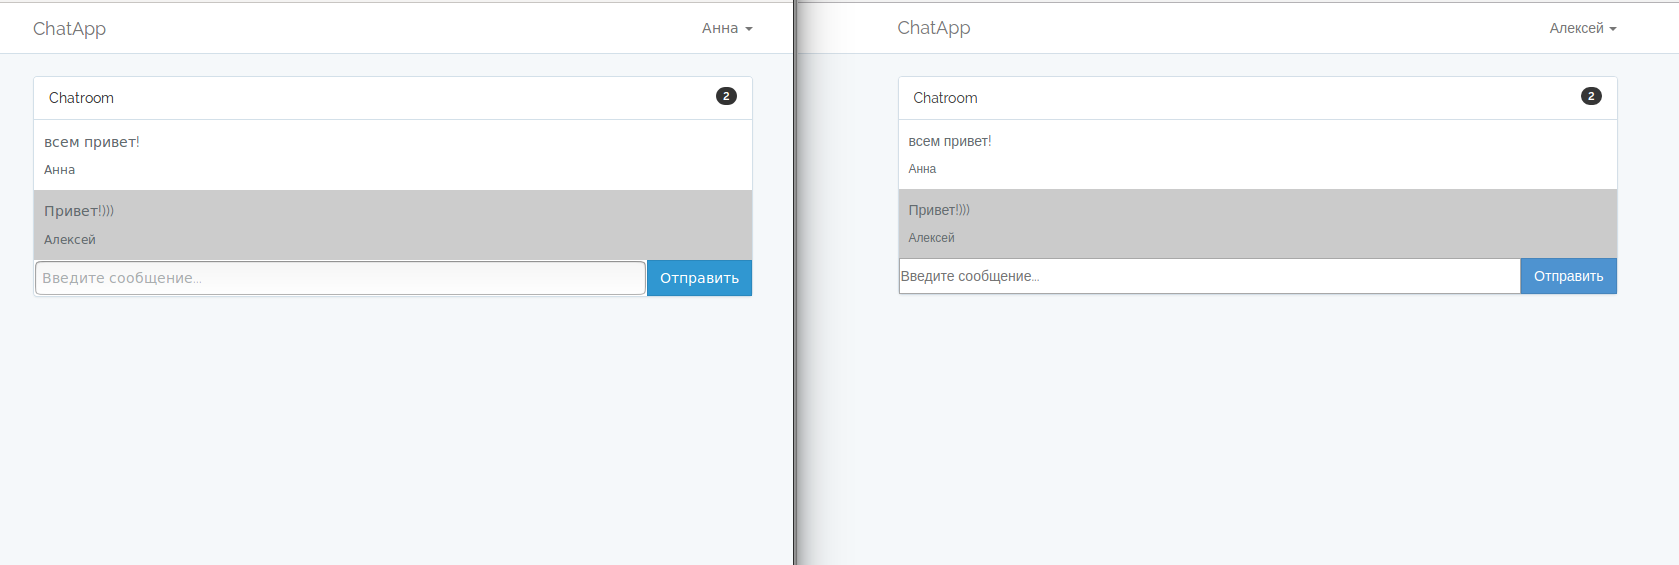 ChatApp
Анна
Chatroom
2
всем привет!
Анна
Привет!)))
Алексей
Введите сообщение...
Отправить
ChatApp
Алексей
Chatroom
2
всем привет!
Анна
Привет!)))
Алексей
Введите сообщение...
Отправить